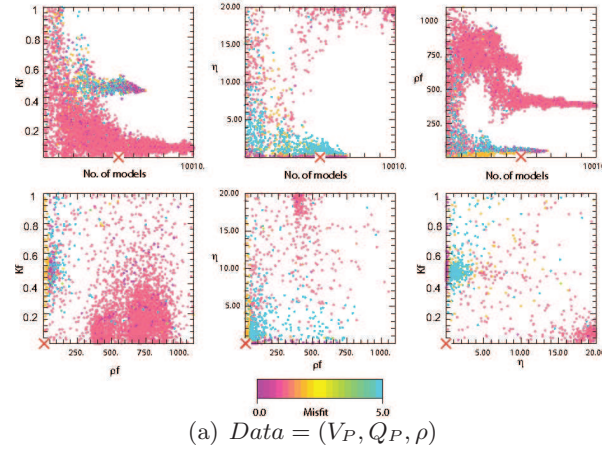 1 20.00
Kf 0.8 0.6 0.4 0.2
η 15.00 10.00 5.00
ρf 1000. 750. 500. 250.
10010. 10010. 10010.
No. of models No. of models No. of models
1 20.00 1
Kf 0.8 0.6 0.4 0.2
η 15.00 10.00 5.00
Kf 0.8 0.6 0.4 0.2
250. 500. 750. 1000. 250. 500. 750. 1000. 5.00 10.00 15.00 20.00
ρf ρf η
0.0 Misfit 5.0
(a) Data = (V_P, Q_P, ρ)